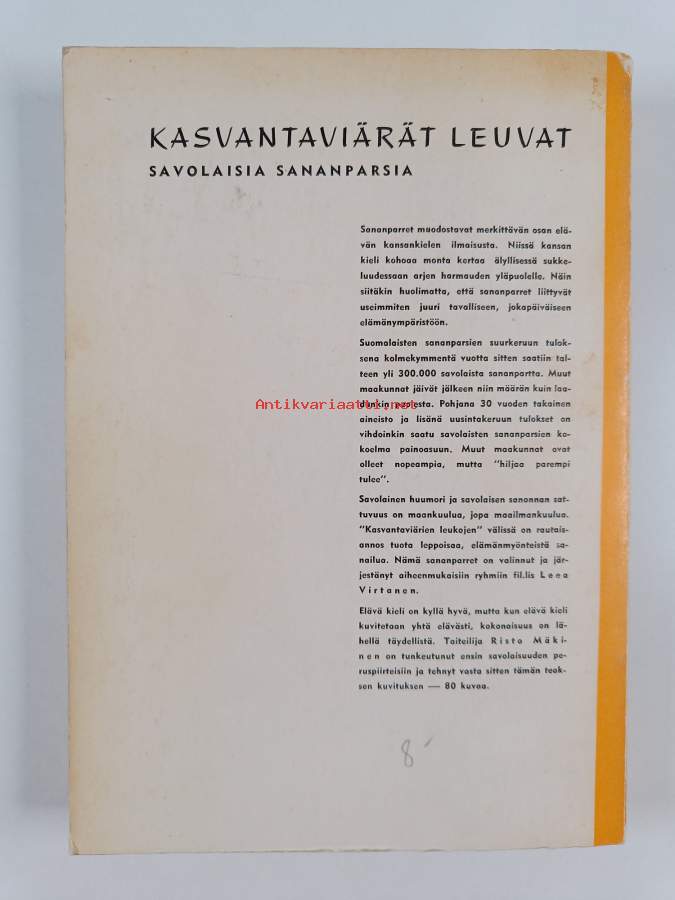 KASVANTAVIÄRÄT LEUVAT
SAVOLAISIA SANANPARSIA
Sananparret muodostavat merkittävän osan elä-
vän kansankielen ilmaisusta. Niissä kansan
kieli kohoaa monta kertaa älyllisessä sukke-
luudessaan arjen harmauden yläpuolelle. Näin
siitäkin huolimatta, että sananparret liittyvät
useimmiten juuri tavalliseen, jokapäiväiseen
elämänympäristöön.
Suomalaisten sananparsien suurkeruun tulok-
sena kolmekymmentä vuotta sitten saatiin tal-
teen yli 300.000 savolaista sananpartta. Muut
maakunnat jäivät jälkeen niin määrän kuin laa-
Antikvariaatti.net
dunkin puolesta. Pohjana 30 vuoden takainen
aineisto ja lisänä uusintakeruun tulokset on
vihdoinkin saatu savolaisten sananparsien ko-
koelma painoasuun. Muut maakunnat ovat
olleet nopeampia, mutta "hiljaa parempi
tulee".
Savolainen huumori ja savolaisen sanonnan sat-
tuvuus on maankuulua, jopa maailmankuulua.
"Kasvantaviärien leukojen" välissä on rautais-
annos tuota leppoisaa, elämänmyönteistä sa-
nailua. Nämä sananparret on valinnut ja jär-
jestänyt aiheenmukaisiin ryhmiin fil.lis Leea
Virtanen.
Elävä kieli on kyllä hyvä, mutta kun elävä kieli
kuvitetaan yhtä elävästi, kokonaisuus on lä-
hellä täydellistä. Taiteilija Risto Mäki-
nen on tunkeutunut ensin savolaisuuden pe-
ruspiirteisiin ja tehnyt vasta sitten tämän teok-
sen kuvituksen — 80 kuvaa.
8